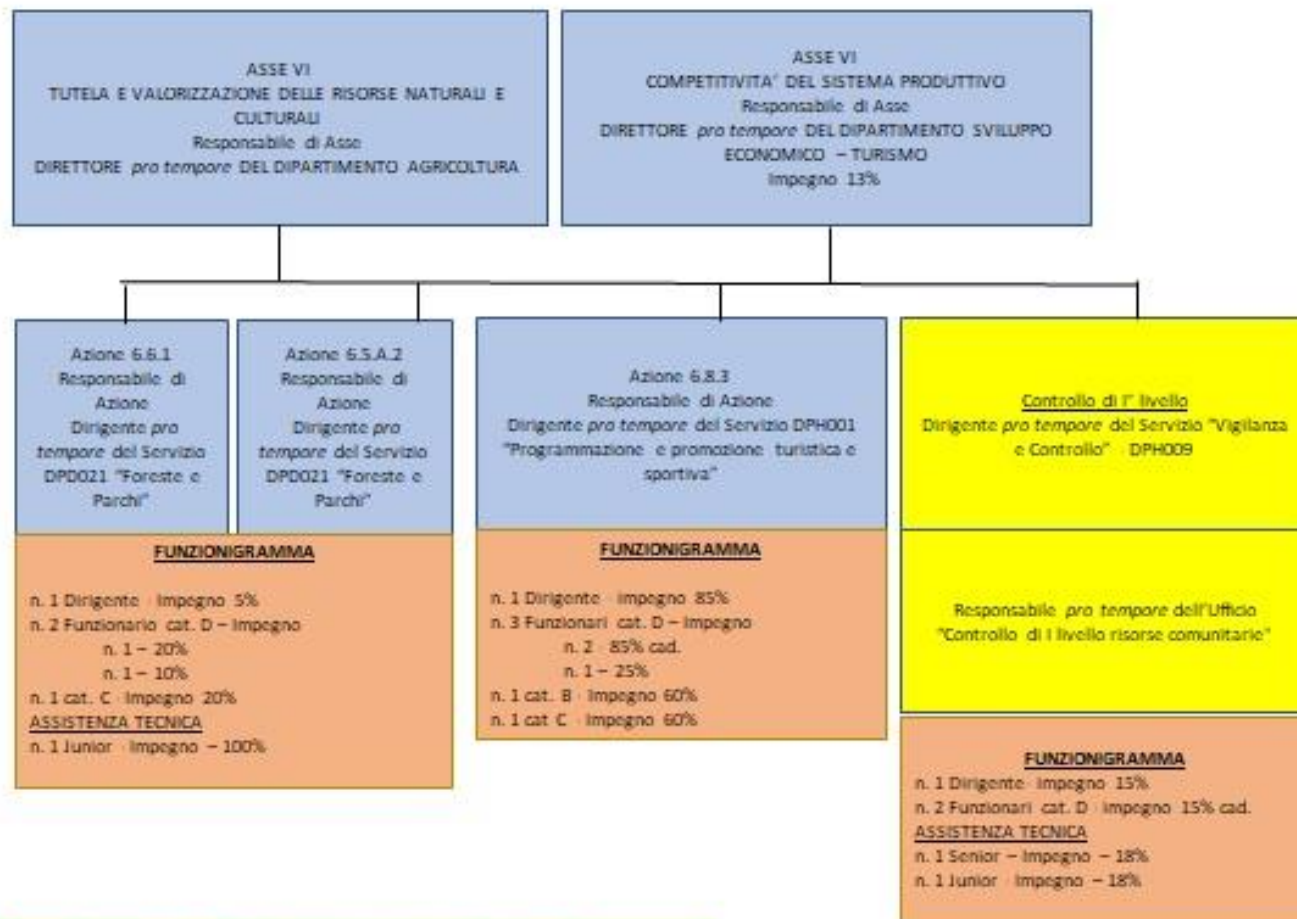 ASSE VI
TUTELA E VALORIZZAZIONE DELLE RISORSE NATURALI E
CULTURALI
Responsabile di Asse
DIRETTORE pro tempore DEL DIPARTIMENTO AGRICOLTURA
ASSE VI
COMPETITIVITA' DEL SISTEMA PRODUTTIVO
Responsabile di Asse
DIRETTORE pro tempore DEL DIPARTIMENTO SVILUPPO
ECONOMICO – TURISMO
Impegno 13%
Azione 6.6.1
Responsabile di
Azione
Dirigente pro
tempore del Servizio
DPD021 "Foreste e
Parchi"
Azione 6.5.A.2
Responsabile di
Azione
Dirigente pro
tempore del Servizio
DPD021 "Foreste e
Parchi"
Azione 6.8.3
Responsabile di Azione
Dirigente pro tempore del Servizio DPH001
"Programmazione e promozione turistica e
sportiva"
Controllo di I° livello
Dirigente pro tempore del Servizio "Vigilanza
e Controllo" - DPH009
Responsabile pro tempore dell'Ufficio
"Controllo di I livello risorse comunitarie"
FUNZIONIGRAMMA
n. 1 Dirigente - Impegno 5%
n. 2 Funzionario cat. D – Impegno
n. 1 – 20%
n. 1 – 10%
n. 1 cat. C - Impegno 20%
ASSISTENZA TECNICA
n. 1 Junior - Impegno – 100%
FUNZIONIGRAMMA
n. 1 Dirigente - impegno 85%
n. 3 Funzionari cat. D – Impegno
n. 2 - 85% cad.
n. 1 – 25%
n. 1 cat. B - Impegno 60%
n. 1 cat C - Impegno 60%
FUNZIONIGRAMMA
n. 1 Dirigente - impegno 15%
n. 2 Funzionari cat. D - impegno 15% cad.
ASSISTENZA TECNICA
n. 1 Senior – Impegno – 18%
n. 1 Junior - Impegno – 18%